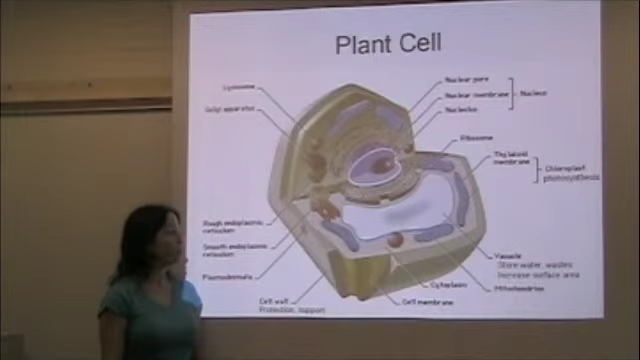 Plant Cell
Lysosome
Golgi apparatus
Nuclear pore
Nuclear membrane
Nucleus
Nucleolus
Ribosome
Thylakoid
membrane
Chloroplast
photosynthesis
Rough endoplasmic
reticulum
Smooth endoplasmic
reticulum
Plasmodesmata
Cell wall
Protection, support
Vacuole
Store water, wastes
Increase surface area
Mitochondrion
Cytoplasm
Cell membrane